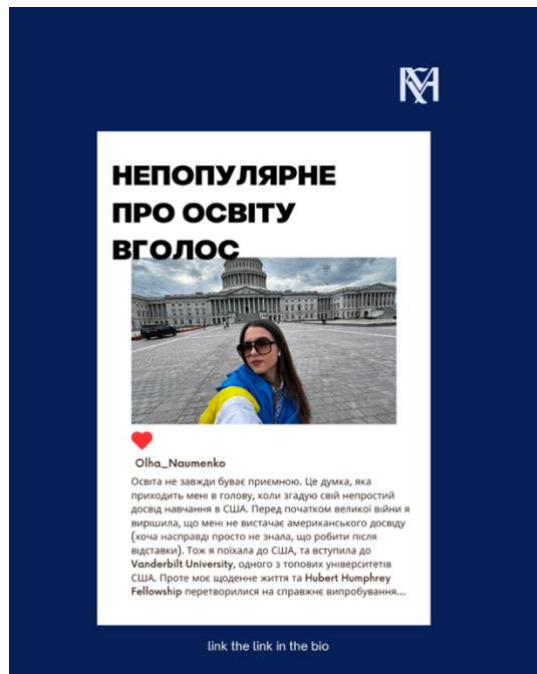 НЕПОПУЛЯРНЕ
ПРО ОСВІТУ
ВГОЛОС
Olha_Naumenko
Освіта не завжди буває приємною. Це думка, яка
приходить мені в голову, коли згадую свій непростий
досвід навчання в США. Перед початком великої війни я
вирішила, що мені не вистачає американського досвіду
(хоча насправді просто не знала, що робити після
відставки). Тож я поїхала до США, та вступила до
Vanderbilt University, одного з топових університетів
США. Проте моє щоденне життя та Hubert Humphrey
Fellowship перетворилися на справжнє випробування...
link the link in the bio